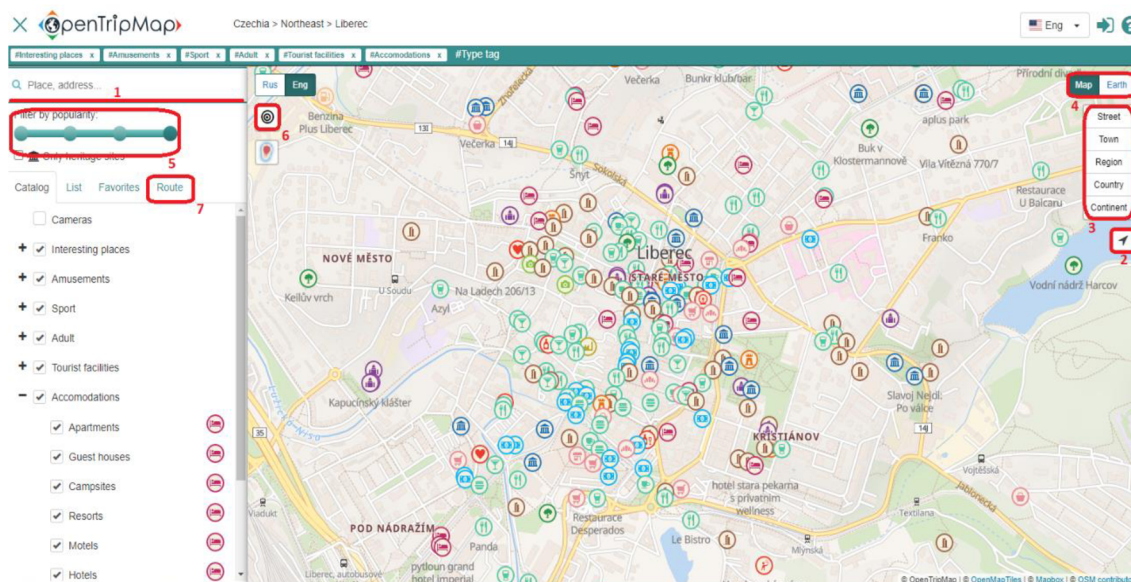 OpenTripMap
Czechia > Northeast > Liberec
Eng
#Interesting places x
#Amusements x
#Sport x
#Adult x
#Tourist facilities x
#Accomodations x
#Type tag
Place, address...
1
Filter by popularity:
5
Only heritage sites
Catalog
List
Favorites
Route
7
Cameras
Interesting places
Amusements
Sport
Adult
Tourist facilities
Accomodations
Apartments
Guest houses
Campsites
Resorts
Motels
Hotels
Rus
Eng
6
4
Map
Earth
Street
Town
Region
Country
Continent
3
2
Benzina
Plus Liberec
Večerka
Bunkr klub/bar
130
Večerka
14
Šnyt
Sokolská
aplus park
Buk v
Klostermannově
Vila Vítězná 770/7
Restaurace
U Balcaru
Franko
Vodní nádrž Harcov
NOVÉ MĚSTO
U Soudu
Keilův vrch
Na Ladech 206/13
Azyl
Liberec
STARÉ MĚSTO
Kapucínský klášter
35
Slavoj Nejdl:
Po válce
14
KRISTIÁNOV
Vojtěšská
Jablonecká
hotel stara pekarna
s privatnim
wellness
Viadukt
POD NÁDRAŽÍM
Panda
Restaurace
Desperados
Le Bistro
Mlýnská
Textilana
Liberec, autobusové
pytloun grand
hotel imperial
© OpenTripMap | © OpenMapTiles | © Mapbox | © OSM contributors